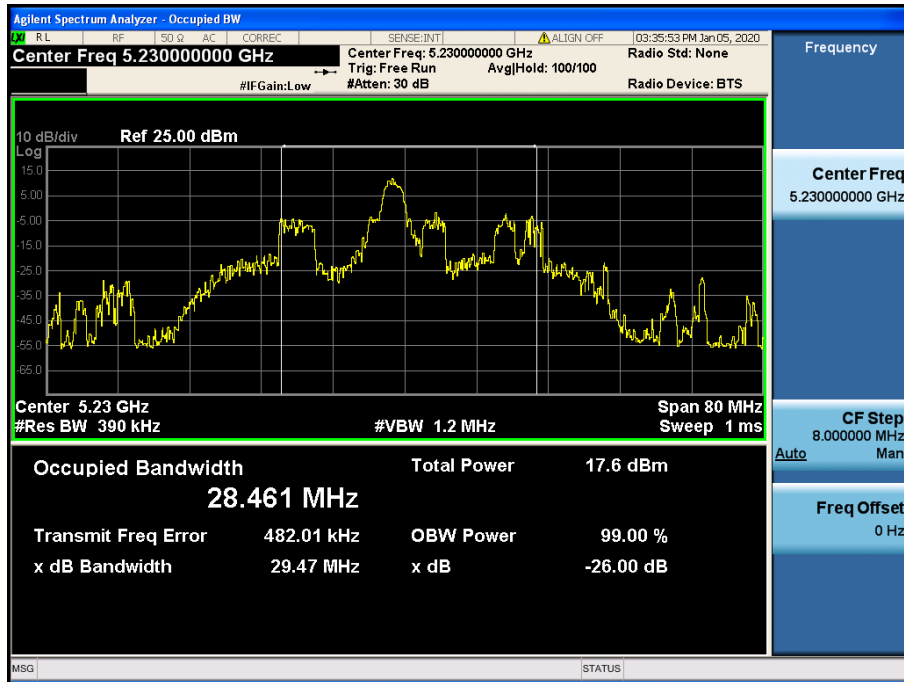 Agilent Spectrum Analyzer - Occupied BW
LXI RL RF 50 Ω AC CORREC SENSE:INT ALIGN OFF 03:35:53 PM Jan 05, 2020
Center Freq 5.230000000 GHz
Center Freq: 5.230000000 GHz
Radio Std: None
Trig: Free Run Avg|Hold: 100/100
#IFGain:Low
#Atten: 30 dB
Radio Device: BTS
10 dB/div Ref 25.00 dBm
Log
15.0
5.00
-5.00
-15.0
-25.0
-35.0
-45.0
-55.0
-65.0
Center 5.23 GHz Span 80 MHz
#Res BW 390 kHz #VBW 1.2 MHz Sweep 1 ms
Occupied Bandwidth Total Power 17.6 dBm
28.461 MHz
Transmit Freq Error 482.01 kHz OBW Power 99.00 %
x dB Bandwidth 29.47 MHz x dB -26.00 dB
MSG STATUS
Frequency
Center Freq
5.230000000 GHz
CF Step
8.000000 MHz
Auto Man
Freq Offset
0 Hz